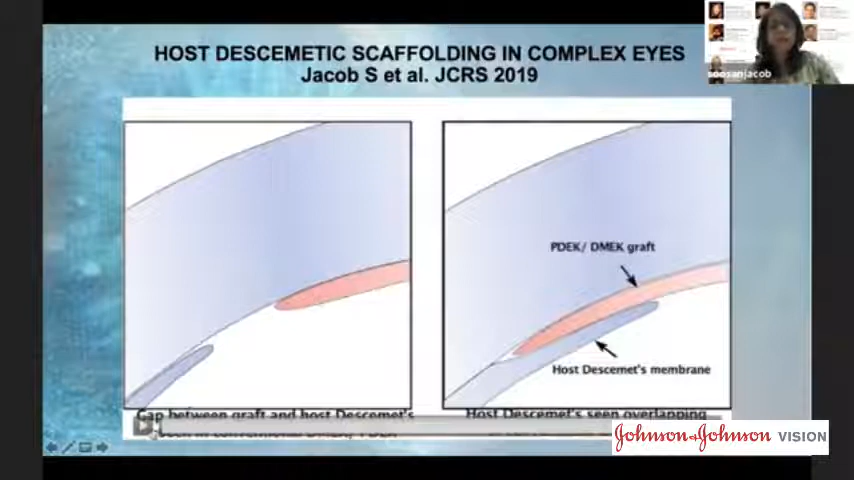 HOST DESCEMETIC SCAFFOLDING IN COMPLEX EYES
Jacob S et al. JCRS 2019
soosanjacob
PDEK/ DMEK graft
Host Descemet's membrane
Gap between graft and host Descemet's
Host Descemet's seen overlapping
Johnson+Johnson VISION